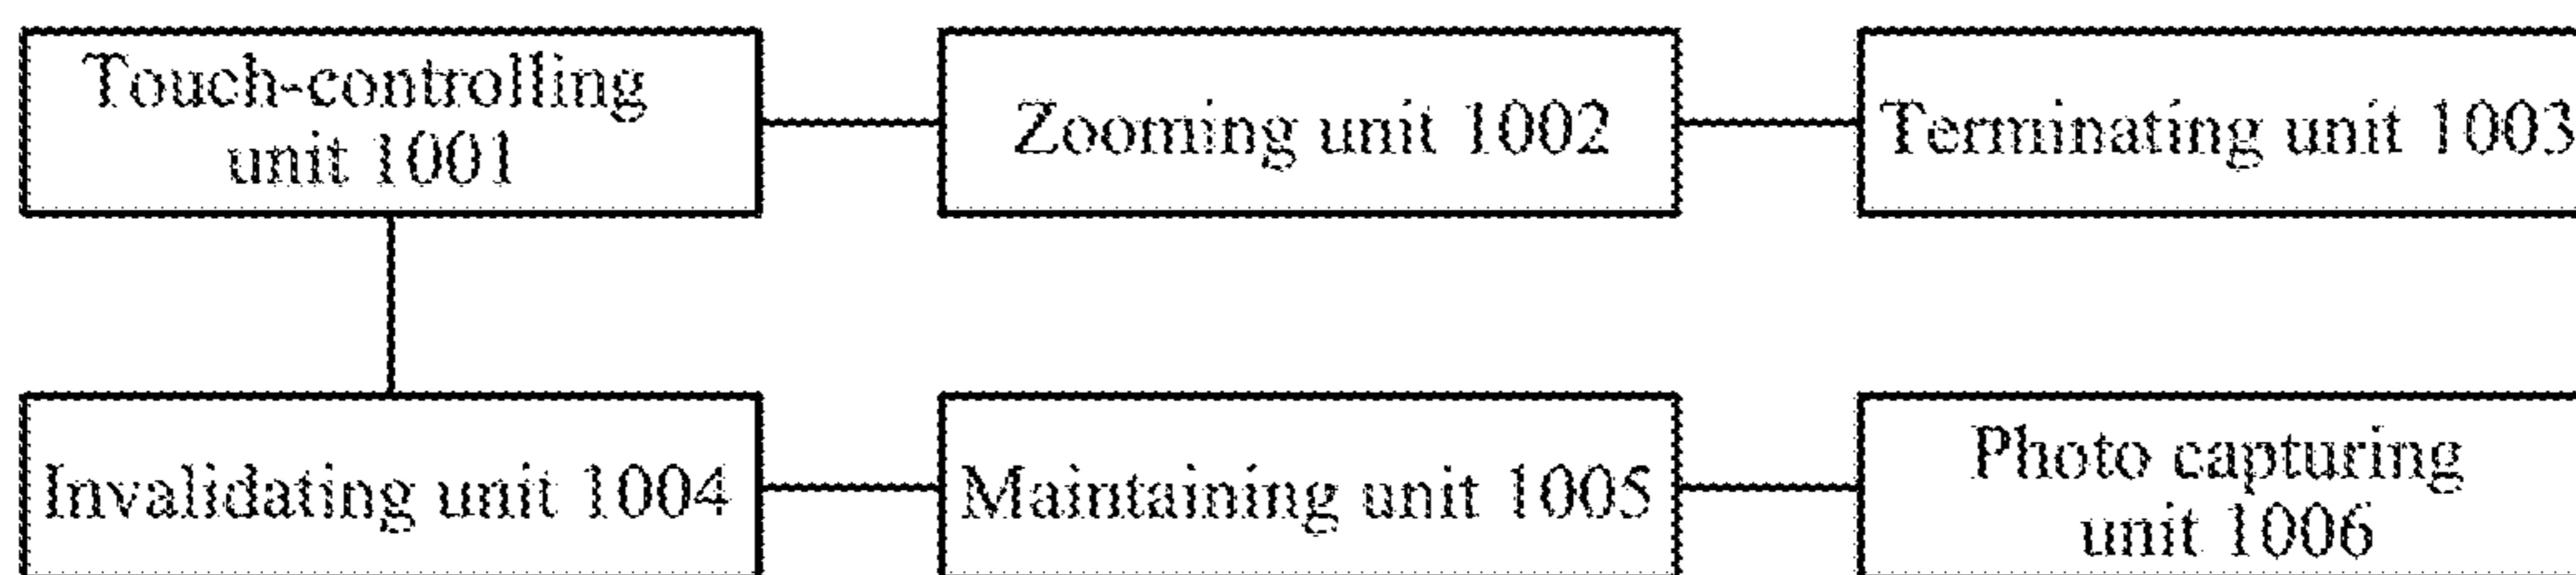 Touch-controlling
unit 1001
Zooming unit 1002
Terminating unit 1003
Invalidating unit 1004
Maintaining unit 1005
Photo capturing
unit 1006